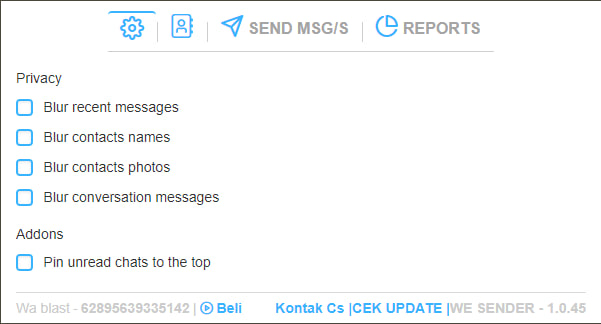 SEND MSG/S REPORTS
Privacy
Blur recent messages
Blur contacts names
Blur contacts photos
Blur conversation messages
Addons
Pin unread chats to the top
Wa blast - 62895639335142 | Beli Kontak Cs |CEK UPDATE |WE SENDER - 1.0.45